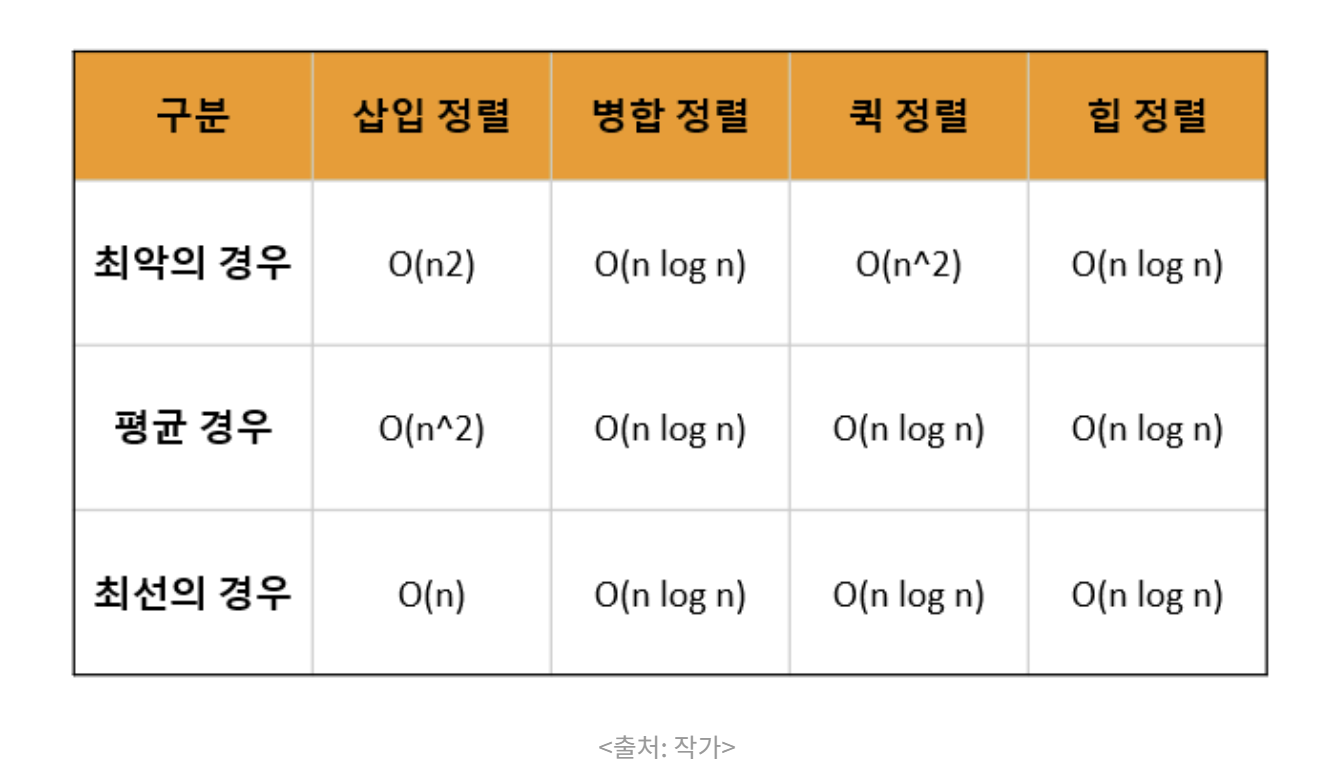 구분 삽입 정렬 병합 정렬 퀵 정렬 힙 정렬
최악의 경우 O(n2) O(n log n) O(n^2) O(n log n)
평균 경우 O(n^2) O(n log n) O(n log n) O(n log n)
최선의 경우 O(n) O(n log n) O(n log n) O(n log n)
<출처: 작가>